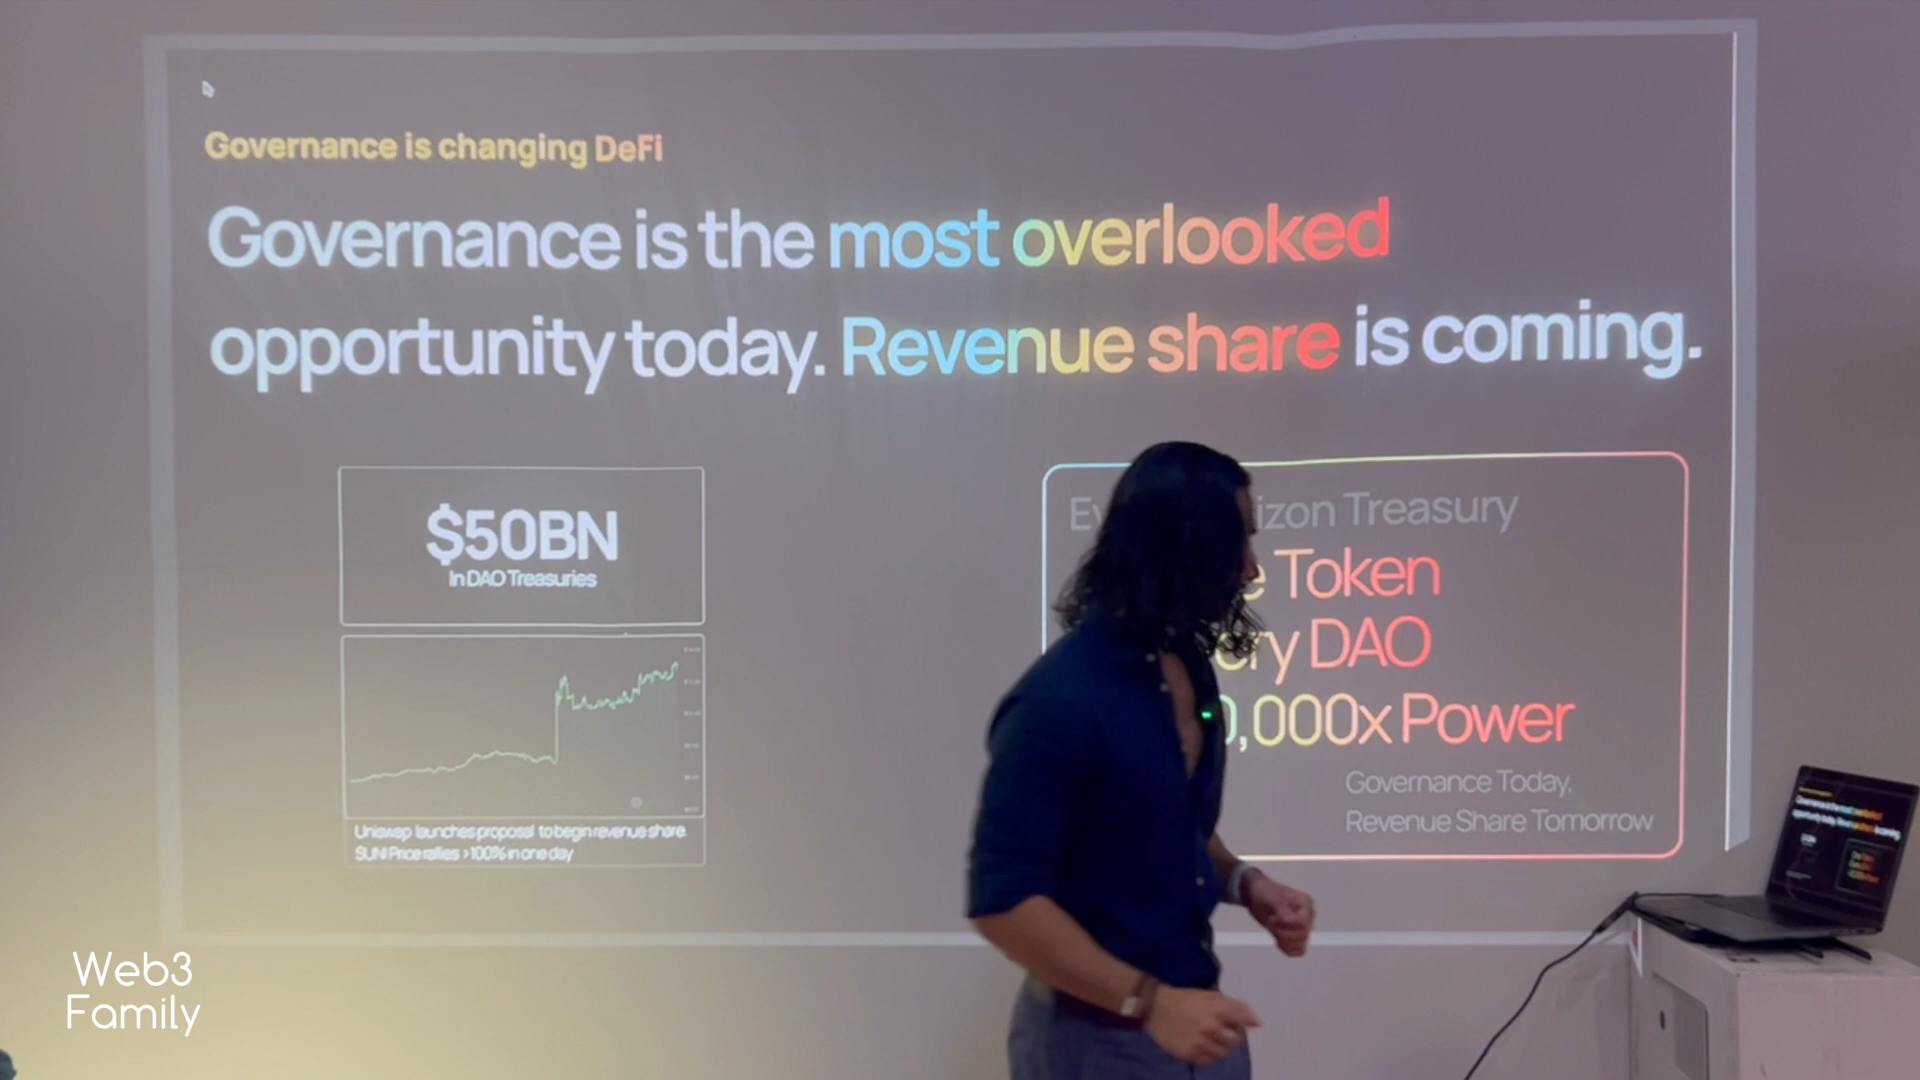 Governance is changing DeFi
Governance is the most overlooked
opportunity today. Revenue share is coming.
$50BN
In DAO Treasuries
Uniswap launches proposal to begin revenue share.
$UNI Price rallies >100% in one day
izon Treasury
Token
DAO
,000x Power
Governance Today,
Revenue Share Tomorrow
Web3
Family